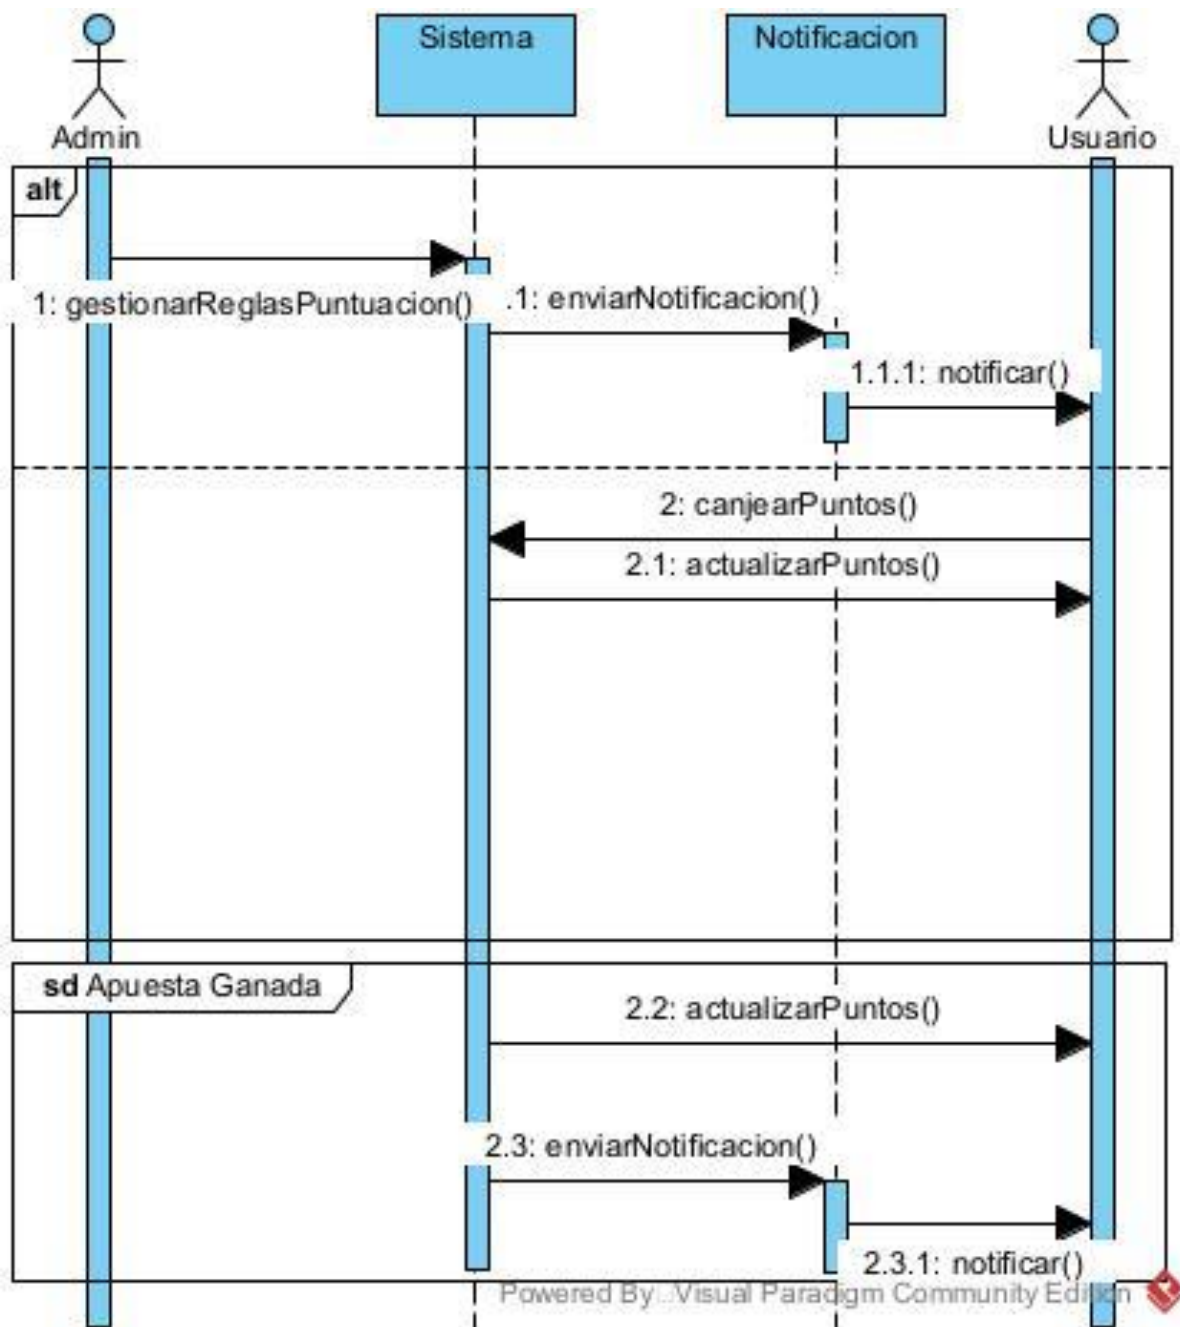 Sistema
Notificacion
Admin
Usuario
alt
1: gestionarReglasPuntuacion()
.1: enviarNotificacion()
1.1.1: notificar()
2: canjearPuntos()
2.1: actualizarPuntos()
sd Apuesta Ganada
2.2: actualizarPuntos()
2.3: enviarNotificacion()
2.3.1: notificar()
Powered By Visual Paradigm Community Edition